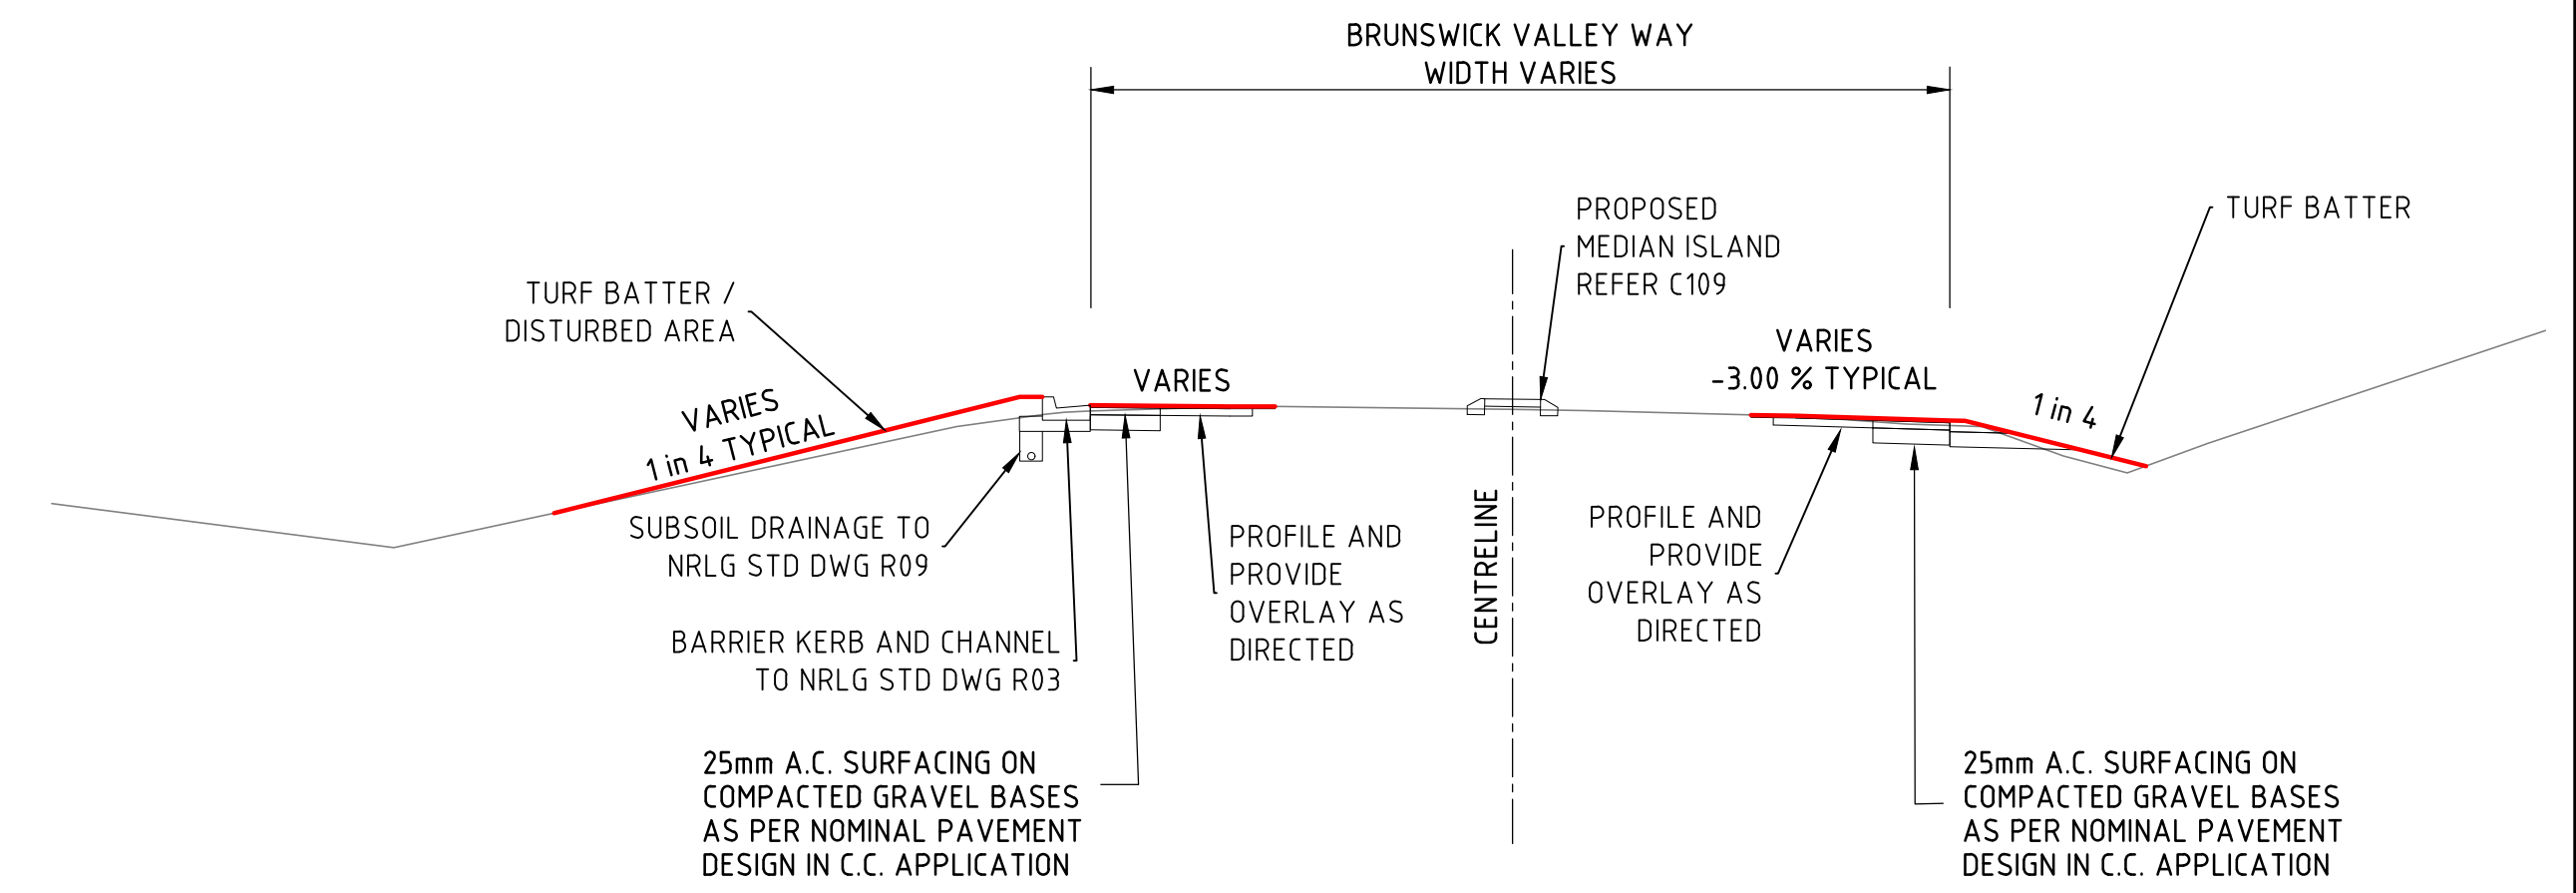 BRUNSWICK VALLEY WAY
WIDTH VARIES
PROPOSED
MEDIAN ISLAND
REFER C109
TURF BATTER
TURF BATTER /
DISTURBED AREA
VARIES
-3.00 % TYPICAL
VARIES
1 in 4 TYPICAL
VARIES
1 in 4
SUBSOIL DRAINAGE TO
NRLG STD DWG R09
PROFILE AND
PROVIDE
OVERLAY AS
DIRECTED
CENTRELINE
PROFILE AND
PROVIDE
OVERLAY AS
DIRECTED
BARRIER KERB AND CHANNEL
TO NRLG STD DWG R03
25mm A.C. SURFACING ON
COMPACTED GRAVEL BASES
AS PER NOMINAL PAVEMENT
DESIGN IN C.C. APPLICATION
25mm A.C. SURFACING ON
COMPACTED GRAVEL BASES
AS PER NOMINAL PAVEMENT
DESIGN IN C.C. APPLICATION